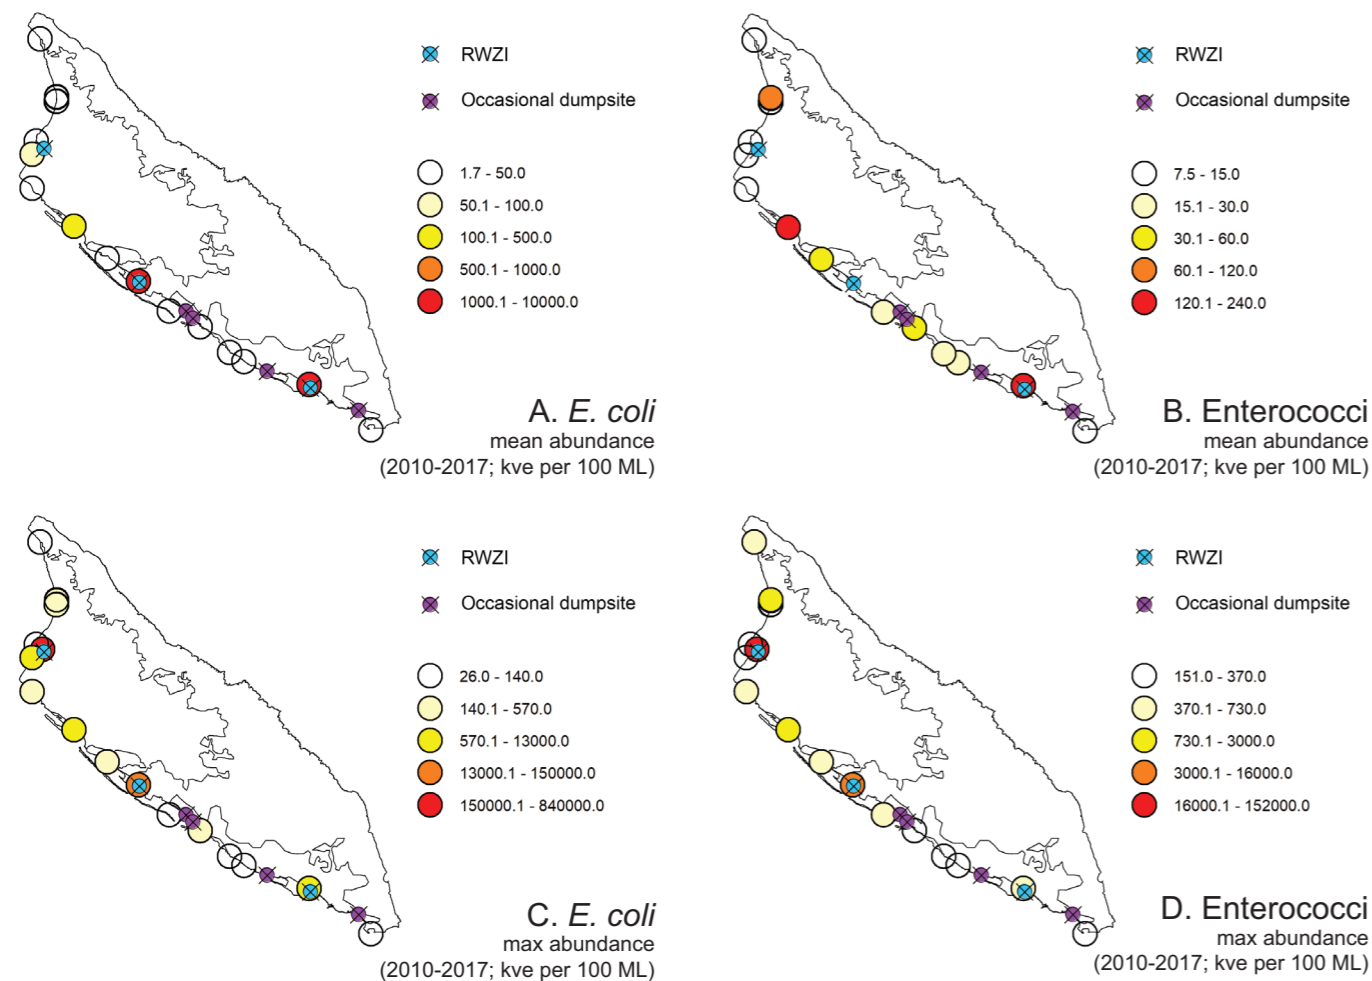 RWZI
Occasional dumpsite
1.7 - 50.0
50.1 - 100.0
100.1 - 500.0
500.1 - 1000.0
1000.1 - 10000.0
A. E. coli
mean abundance
(2010-2017; kve per 100 ML)
RWZI
Occasional dumpsite
7.5 - 15.0
15.1 - 30.0
30.1 - 60.0
60.1 - 120.0
120.1 - 240.0
B. Enterococci
mean abundance
(2010-2017; kve per 100 ML)
RWZI
Occasional dumpsite
26.0 - 140.0
140.1 - 570.0
570.1 - 13000.0
13000.1 - 150000.0
150000.1 - 840000.0
C. E. coli
max abundance
(2010-2017; kve per 100 ML)
RWZI
Occasional dumpsite
151.0 - 370.0
370.1 - 730.0
730.1 - 3000.0
3000.1 - 16000.0
16000.1 - 152000.0
D. Enterococci
max abundance
(2010-2017; kve per 100 ML)